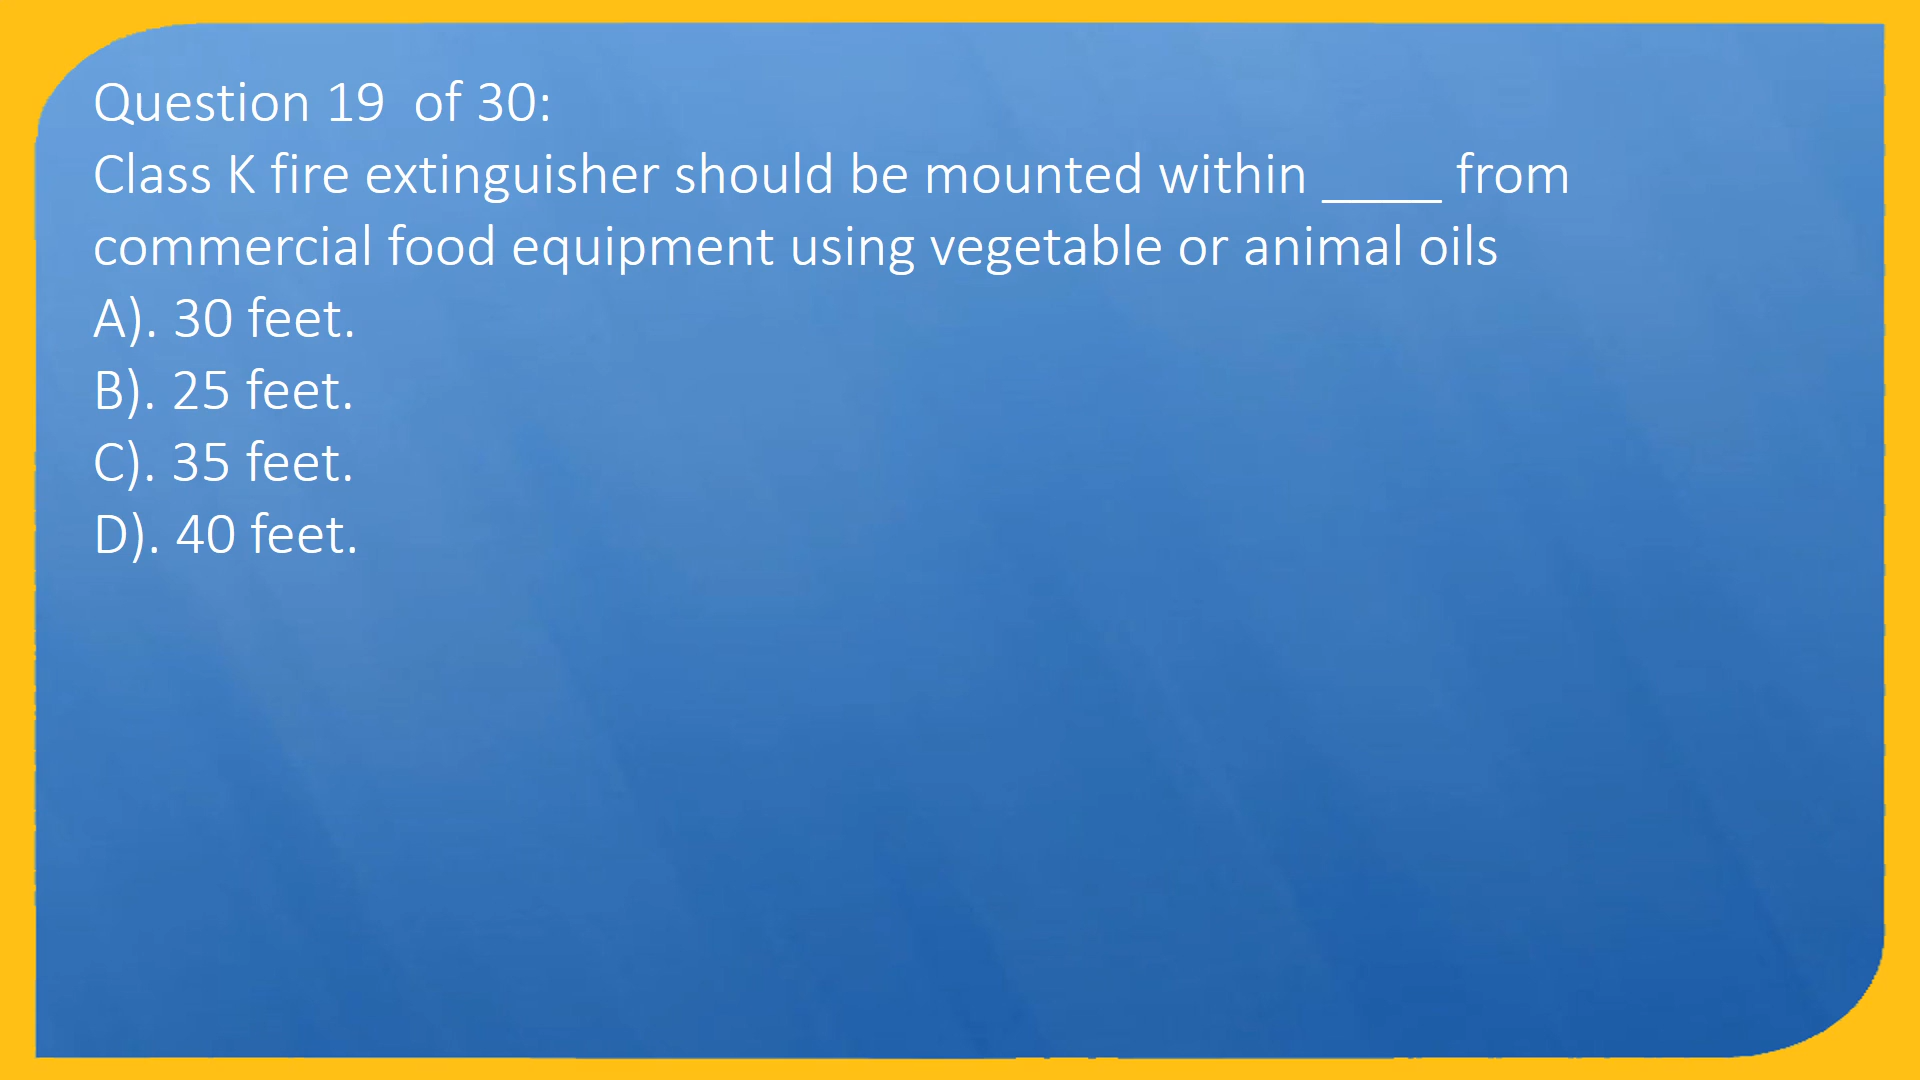 Question 19  of 30:
Class K fire extinguisher should be mounted within _____ from
commercial food equipment using vegetable or animal oils
A). 30 feet.
B). 25 feet.
C). 35 feet.
D). 40 feet.